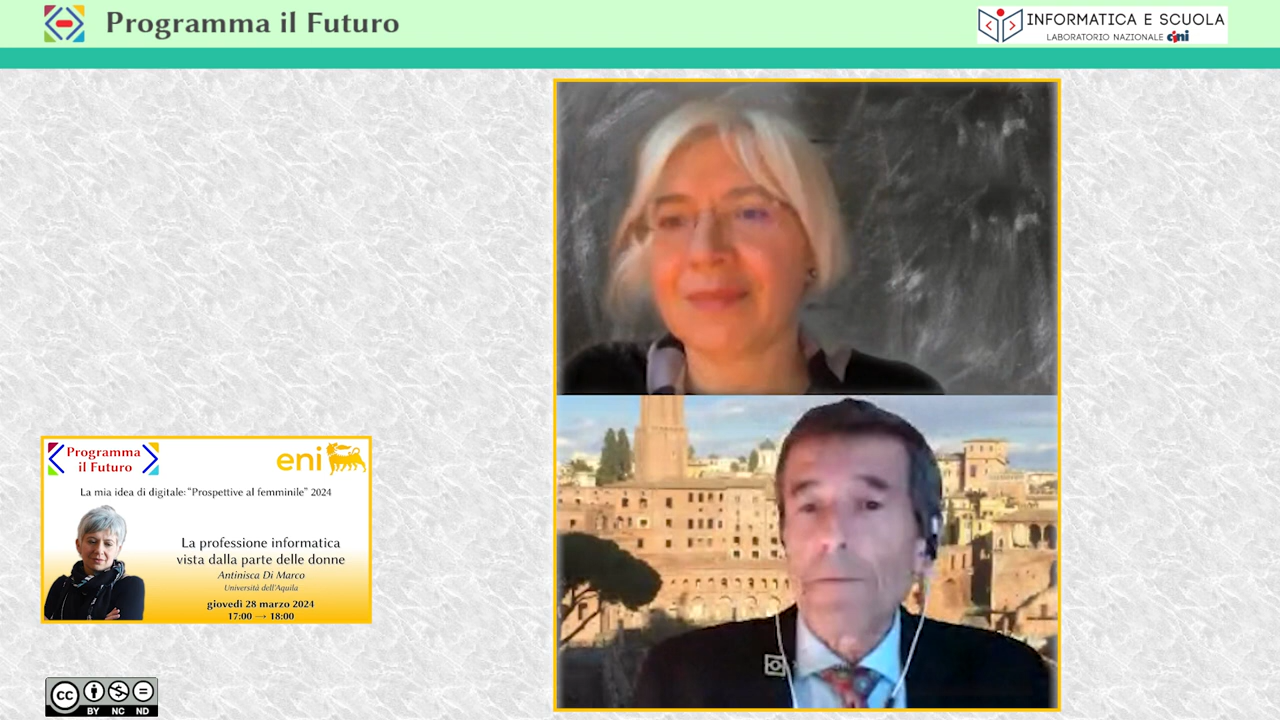 Programma il Futuro
INFORMATICA E SCUOLA
LABORATORIO NAZIONALE cini
Programma
il Futuro
eni
La mia idea di digitale: "Prospettive al femminile" 2024
La professione informatica
vista dalla parte delle donne
Antinisca Di Marco
Università dell'Aquila
giovedì 28 marzo 2024
17:00 → 18:00
cc
BY NC ND